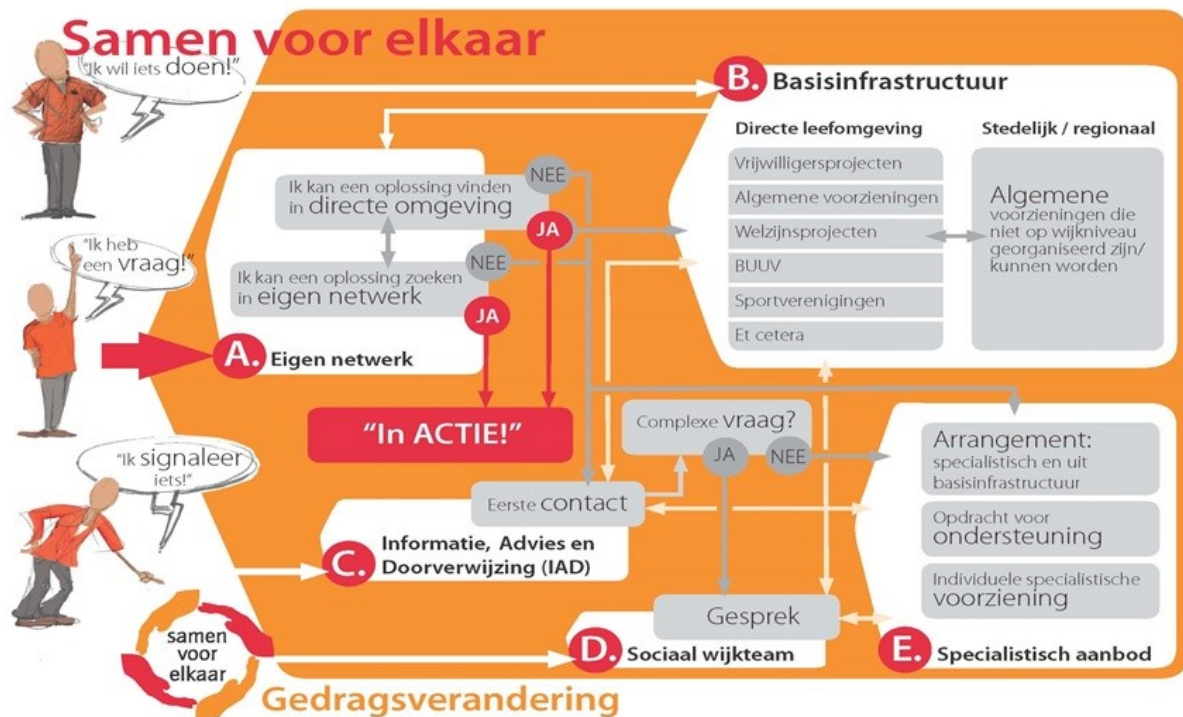 Samen voor elkaar
"Ik wil iets doen!"
B. Basisinfrastructuur
Directe leefomgeving
Stedelijk / regionaal
Vrijwilligersprojecten
Algemene voorzieningen
Welzijnsprojecten
BUUV
Sportverenigingen
Et cetera
Algemene
voorzieningen die
niet op wijkniveau
georganiseerd zijn/
kunnen worden
Ik kan een oplossing vinden
in directe omgeving
NEE
JA
Ik kan een oplossing zoeken
in eigen netwerk
NEE
JA
"Ik heb
een vraag!"
A. Eigen netwerk
"In ACTIE!"
Complexe vraag?
JA
NEE
Arrangement:
specialistisch en uit
basisinfrastructuur
Opdracht voor
ondersteuning
Individuele specialistische
voorziening
"Ik signaleer
iets!"
Eerste contact
C. Informatie, Advies en
Doorverwijzing (IAD)
Gesprek
D. Sociaal wijkteam
E. Specialistisch aanbod
samen
voor
elkaar
Gedragsverandering